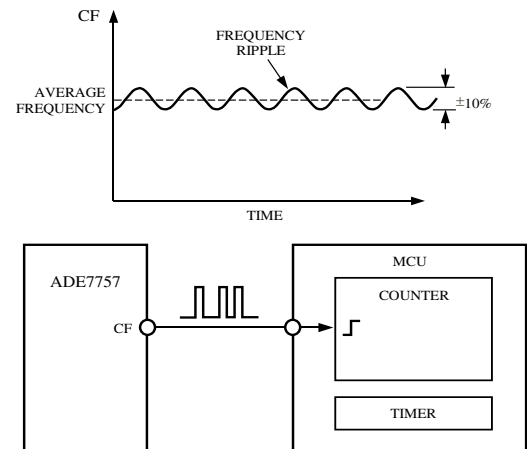 CF
FREQUENCY
RIPPLE
AVERAGE
FREQUENCY
±10%
TIME
ADE7757
CF
MCU
COUNTER
TIMER